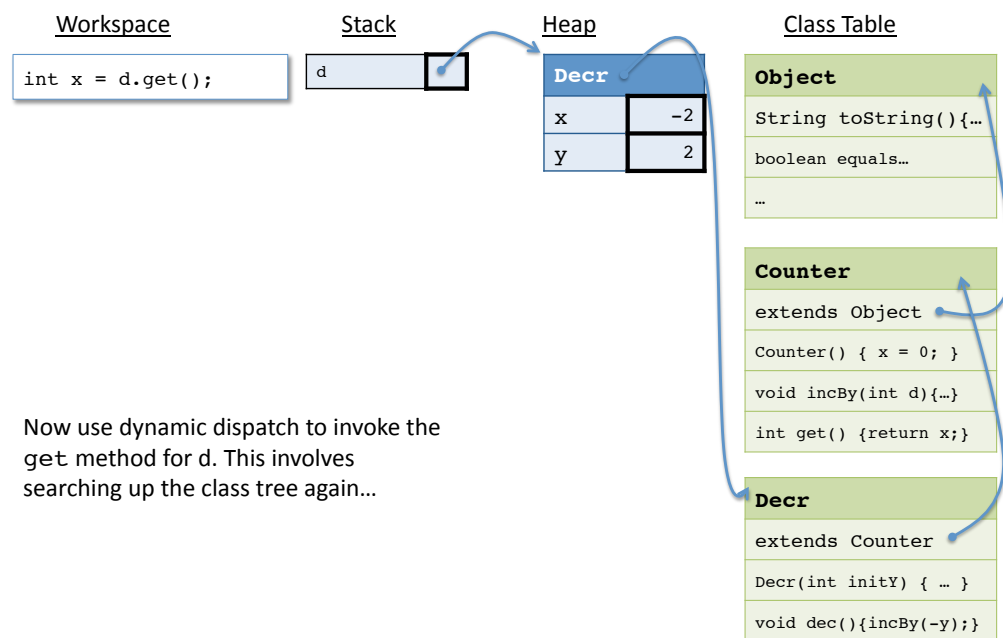 Workspace
Stack
Heap
Class Table
int x = d.get();
d
Decr
x -2
y 2
Object
String toString(){…
boolean equals…
…
Counter
extends Object
Counter() { x = 0; }
void incBy(int d){…}
int get() {return x;}
Now use dynamic dispatch to invoke the
get method for d. This involves
searching up the class tree again…
Decr
extends Counter
Decr(int initY) { … }
void dec(){incBy(-y);}